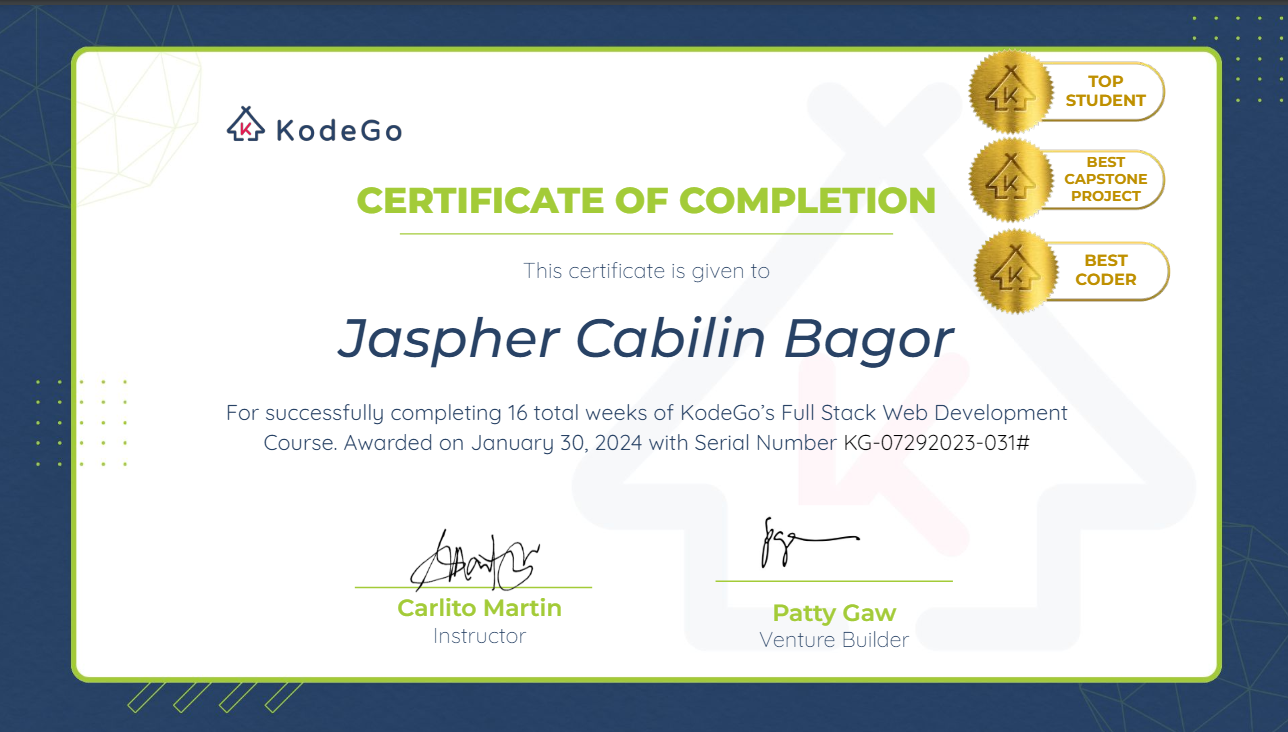 KodeGo
TOP
STUDENT
BEST
CAPSTONE
PROJECT
BEST
CODER
CERTIFICATE OF COMPLETION
This certificate is given to
Jaspher Cabilin Bagor
For successfully completing 16 total weeks of KodeGo’s Full Stack Web Development
Course. Awarded on January 30, 2024 with Serial Number KG-07292023-031#
Carlito Martin
Instructor
Patty Gaw
Venture Builder